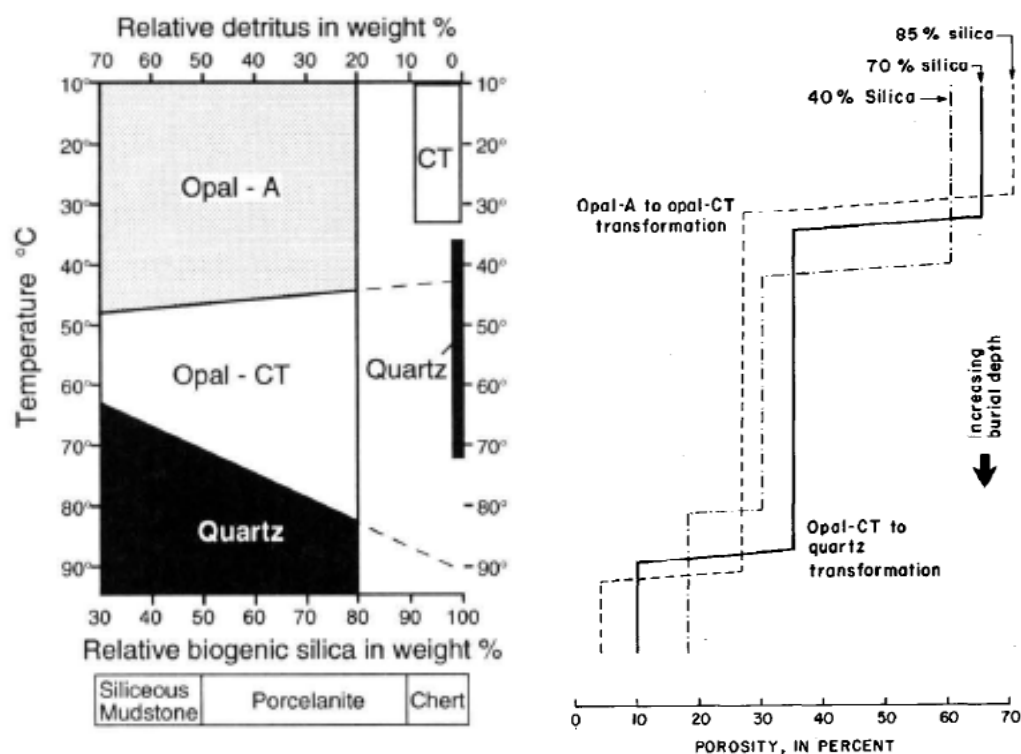 Relative detritus in weight %
70 60 50 40 30 20 10 0
10° 10°
20° 20°
30° 30°
40° 40°
50° 50°
60° 60°
70° 70°
80° 80°
90° 90°
Temperature °C
Opal - A
CT
Opal - CT
Quartz
Quartz
30 40 50 60 70 80 90 100
Relative biogenic silica in weight %
Siliceous
Mudstone
Porcelanite
Chert
85% silica
70 % silica
40% Silica
Opal-A to opal-CT
transformation
Increasing
burial depth
Opal-CT to
quartz
transformation
0 10 20 30 40 50 60 70
POROSITY, IN PERCENT